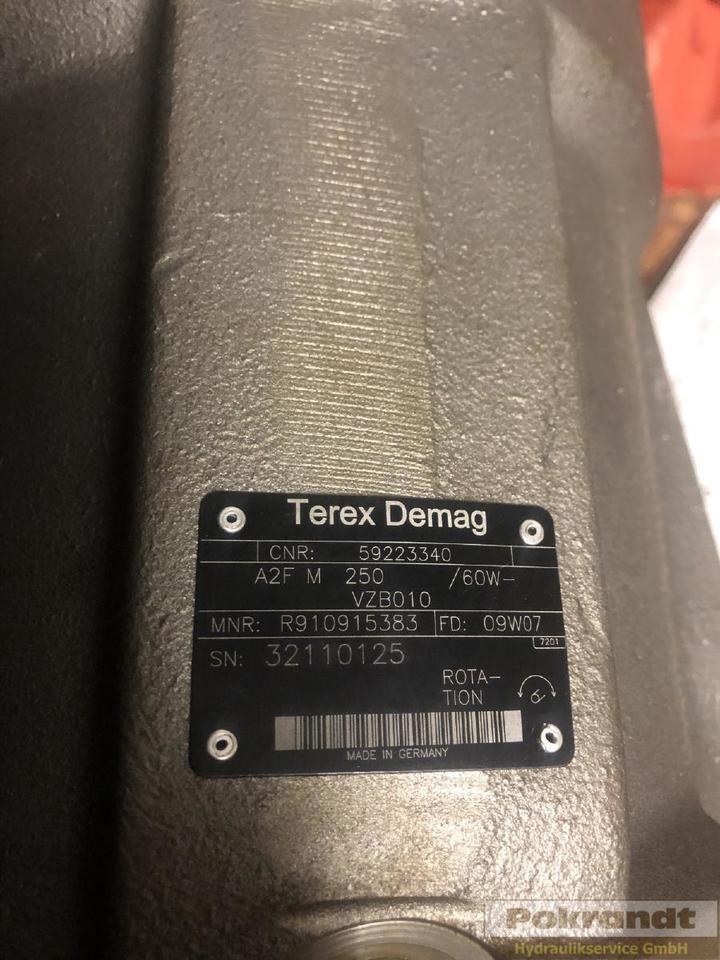 Terex Demag
CNR: 59223340
A2F M 250 /60W-
VZB010
MNR: R910915383 FD: 09W07
7201
SN: 32110125
ROTA-
TION
MADE IN GERMANY
Pokrandt
Hydraulikservice GmbH